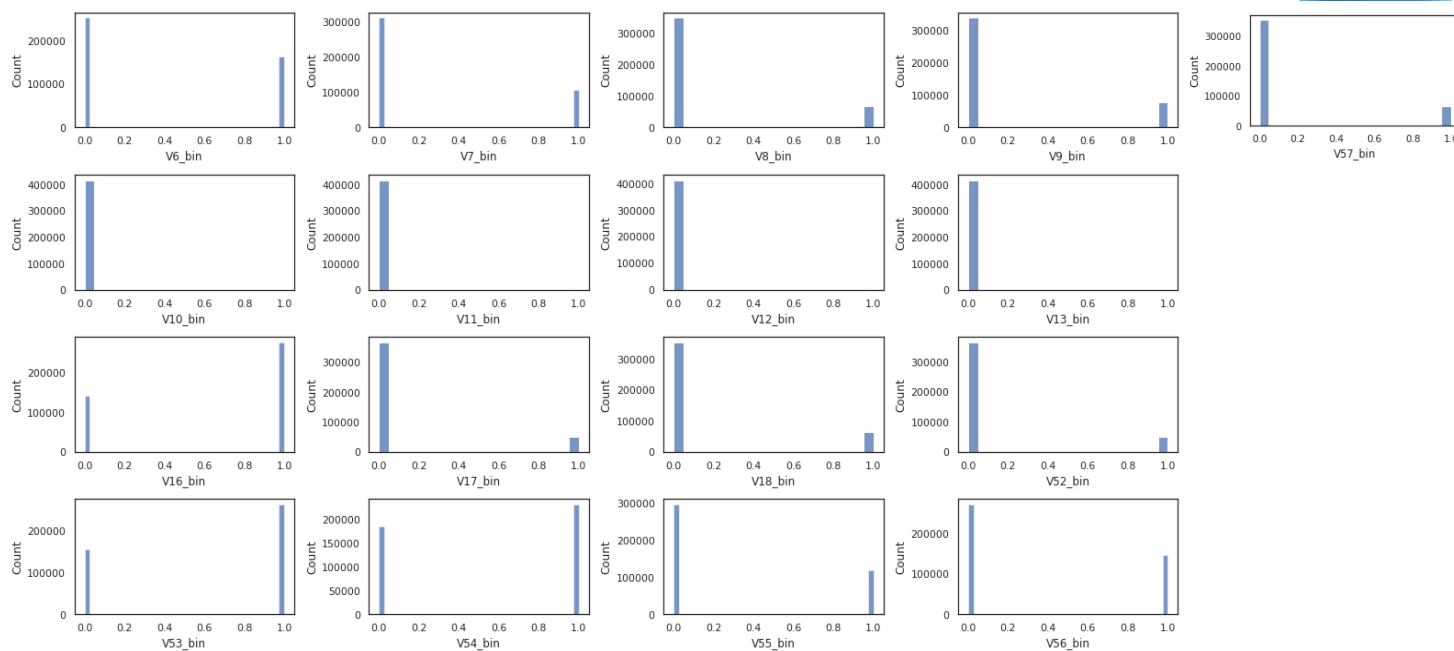 Count
300000
200000
100000
0
0.0 0.2 0.4 0.6 0.8 1.0
V6_bin
Count
300000
200000
100000
0
0.0 0.2 0.4 0.6 0.8 1.0
V7_bin
Count
300000
200000
100000
0
0.0 0.2 0.4 0.6 0.8 1.0
V8_bin
Count
300000
200000
100000
0
0.0 0.2 0.4 0.6 0.8 1.0
V9_bin
Count
300000
200000
100000
0
0.0 0.2 0.4 0.6 0.8 1.0
V57_bin
Count
400000
300000
200000
100000
0
0.0 0.2 0.4 0.6 0.8 1.0
V10_bin
Count
400000
300000
200000
100000
0
0.0 0.2 0.4 0.6 0.8 1.0
V11_bin
Count
400000
300000
200000
100000
0
0.0 0.2 0.4 0.6 0.8 1.0
V12_bin
Count
400000
300000
200000
100000
0
0.0 0.2 0.4 0.6 0.8 1.0
V13_bin
Count
200000
100000
0
0.0 0.2 0.4 0.6 0.8 1.0
V16_bin
Count
300000
200000
100000
0
0.0 0.2 0.4 0.6 0.8 1.0
V17_bin
Count
300000
200000
100000
0
0.0 0.2 0.4 0.6 0.8 1.0
V18_bin
Count
300000
200000
100000
0
0.0 0.2 0.4 0.6 0.8 1.0
V52_bin
Count
200000
100000
0
0.0 0.2 0.4 0.6 0.8 1.0
V53_bin
Count
200000
150000
100000
50000
0
0.0 0.2 0.4 0.6 0.8 1.0
V54_bin
Count
300000
200000
100000
0
0.0 0.2 0.4 0.6 0.8 1.0
V55_bin
Count
200000
100000
0
0.0 0.2 0.4 0.6 0.8 1.0
V56_bin